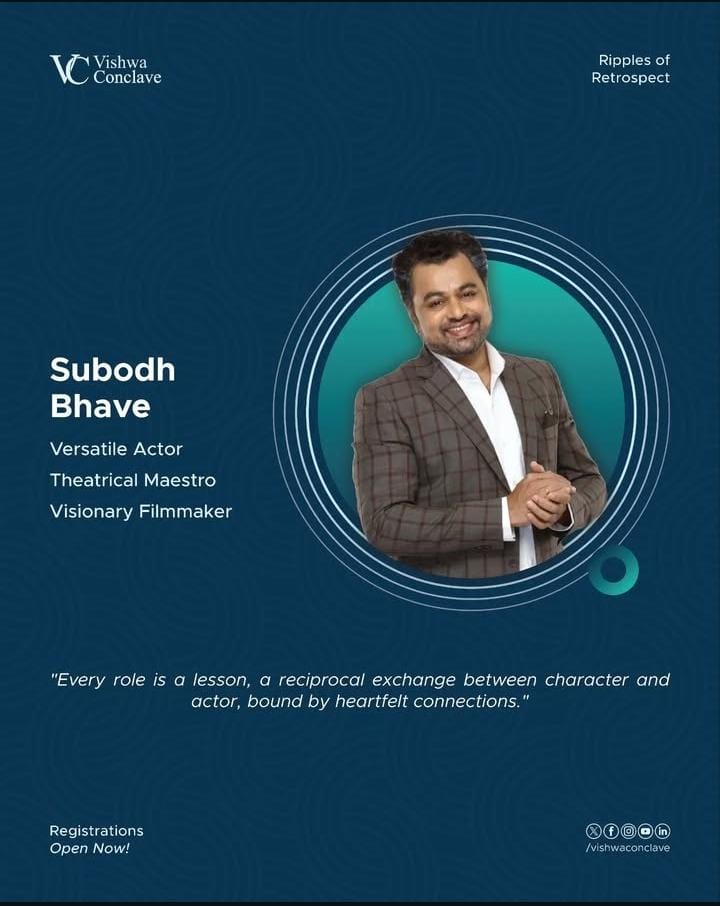 Vishwa
Conclave
Ripples of
Retrospect
Subodh
Bhave
Versatile Actor
Theatrical Maestro
Visionary Filmmaker
"Every role is a lesson, a reciprocal exchange between character and
actor, bound by heartfelt connections."
Registrations
Open Now!
/vishwaconclave